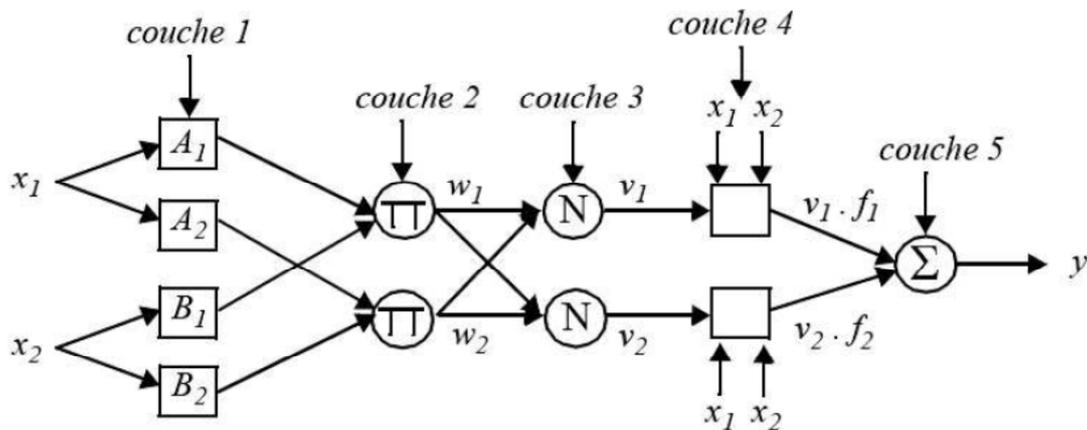 couche 1
couche 2
couche 3
couche 4
couche 5
x₁
x₂
A₁
A₂
B₁
B₂
∏
∏
w₁
w₂
N
N
v₁
v₂
x₁ x₂
x₁ x₂
v₁ . f₁
v₂ . f₂
Σ
y